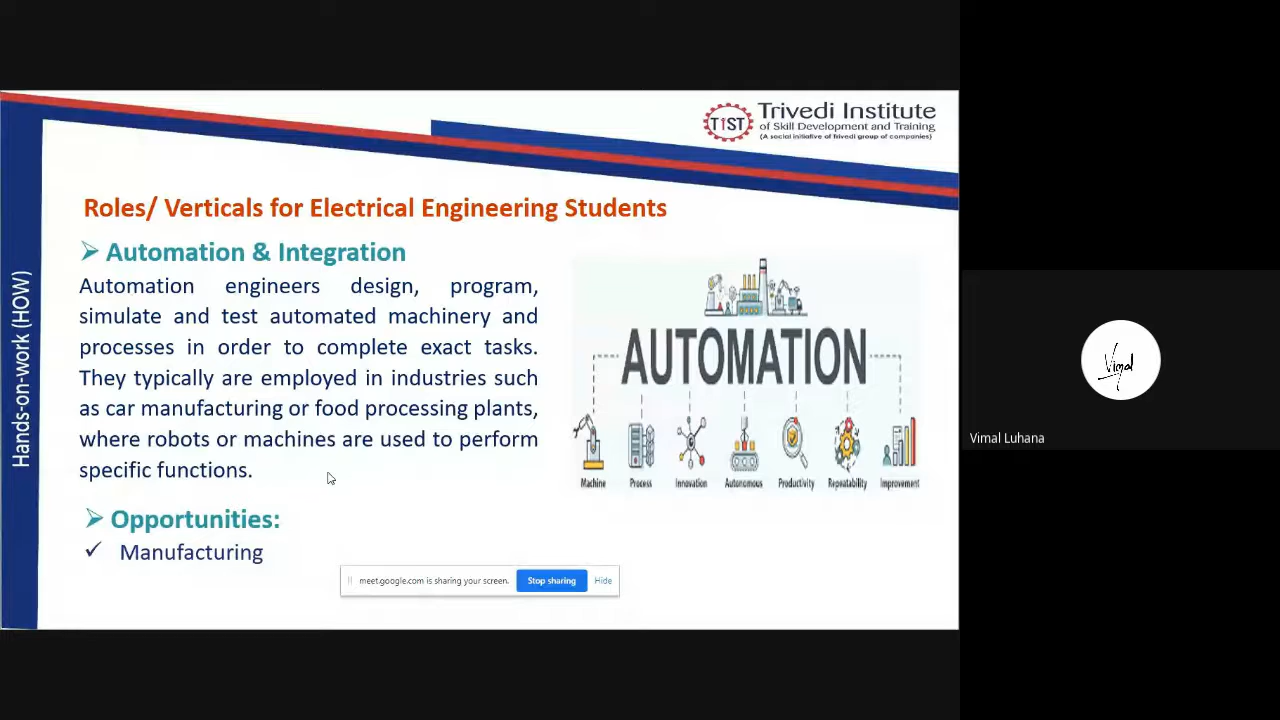 TIST
Trivedi Institute
of Skill Development and Training
(A social initiative of Trivedi group of companies)
Hands-on-work (HOW)
Roles/ Verticals for Electrical Engineering Students
Automation & Integration
Automation engineers design, program,
simulate and test automated machinery and
processes in order to complete exact tasks.
They typically are employed in industries such
as car manufacturing or food processing plants,
where robots or machines are used to perform
specific functions.
Opportunities:
Manufacturing
AUTOMATION
Machine Process Innovation Autonomous Productivity Repeatability Improvement
meet.google.com is sharing your screen. Stop sharing Hide
Vimal
Vimal Luhana